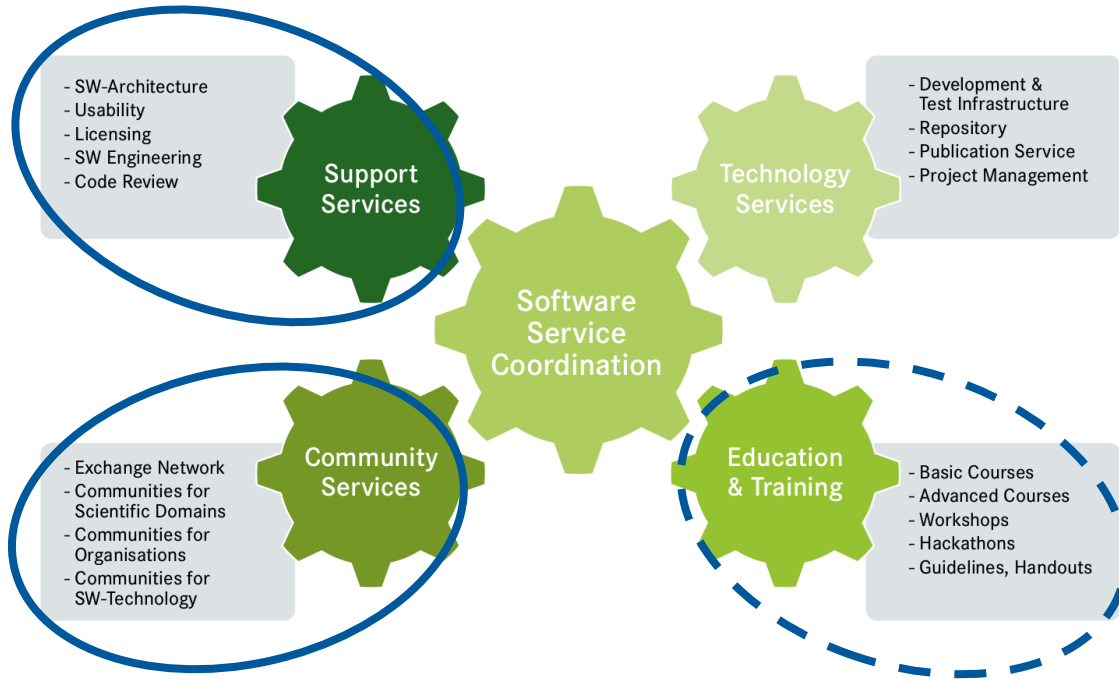 - SW-Architecture
- Usability
- Licensing
- SW Engineering
- Code Review
Support
Services
Technology
Services
- Development &
Test Infrastructure
- Repository
- Publication Service
- Project Management
Software
Service
Coordination
- Exchange Network
- Communities for
Scientific Domains
- Communities for
Organisations
- Communities for
SW-Technology
Community
Services
Education
& Training
- Basic Courses
- Advanced Courses
- Workshops
- Hackathons
- Guidelines, Handouts